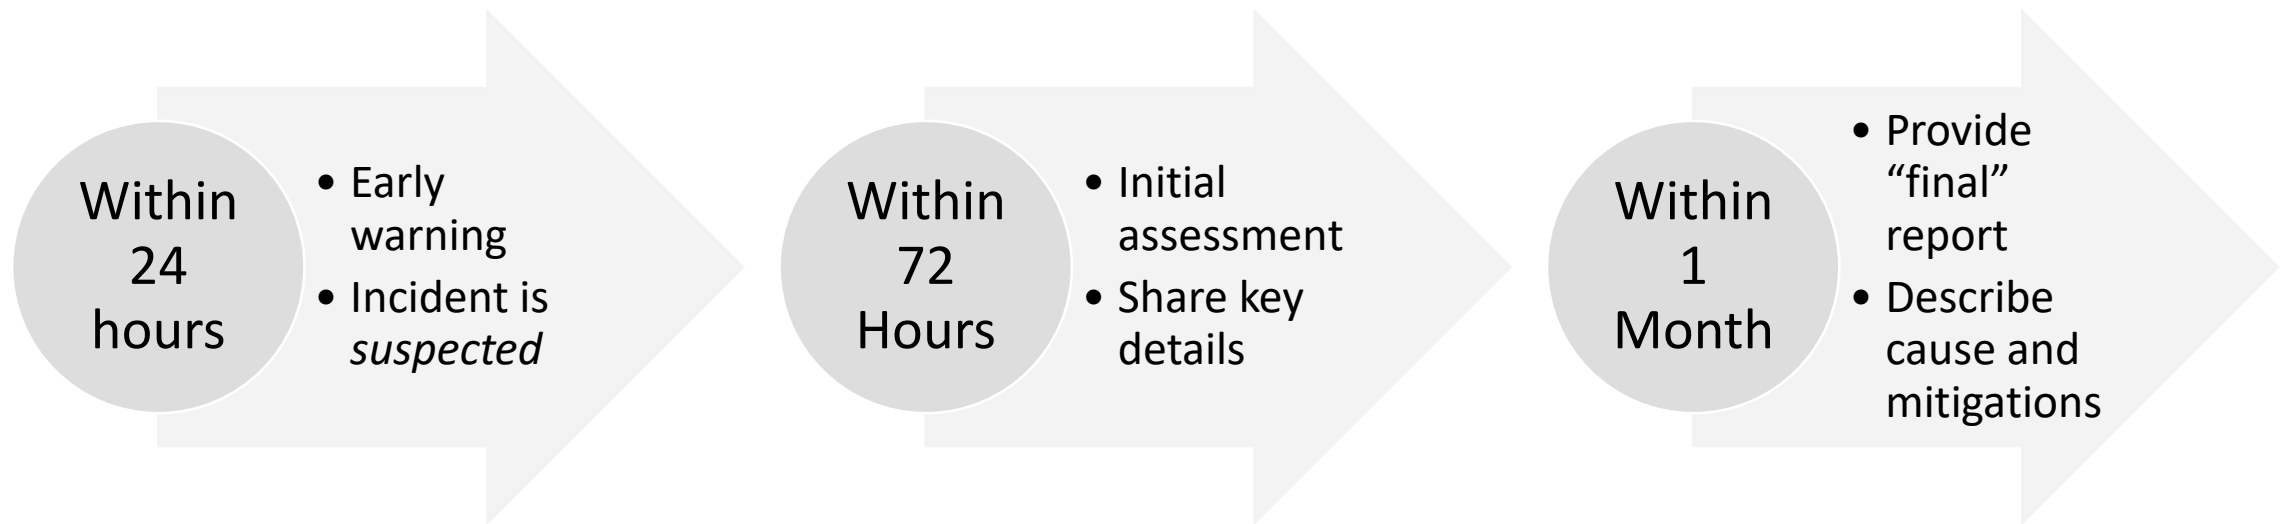 Within
24
hours
• Early
warning
• Incident is
suspected
Within
72
Hours
• Initial
assessment
• Share key
details
Within
1
Month
• Provide
“final”
report
• Describe
cause and
mitigations